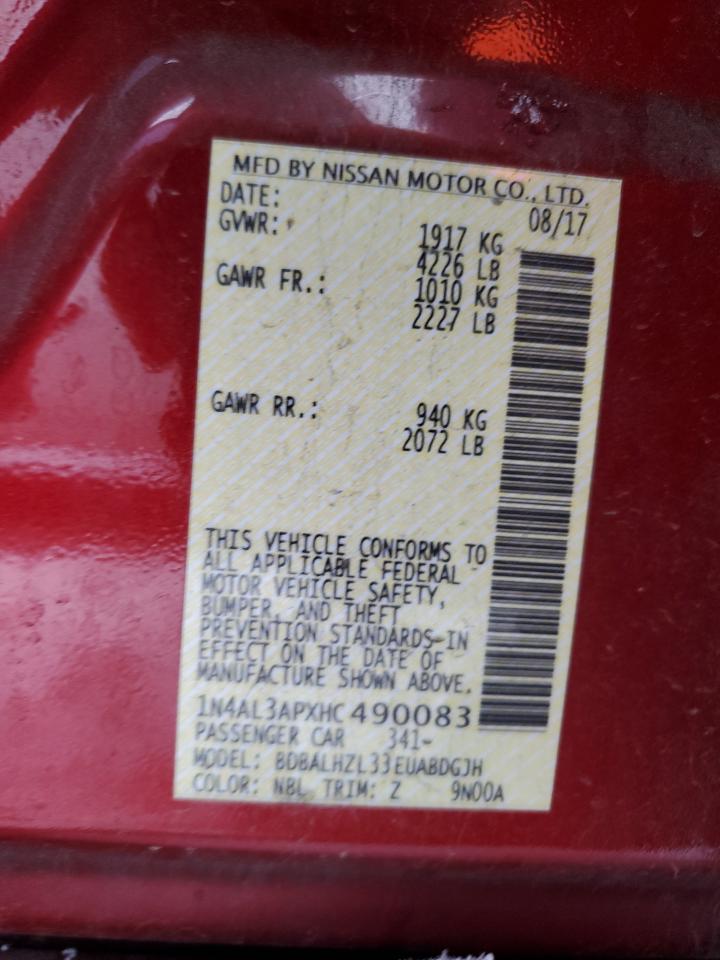 MFD BY NISSAN MOTOR CO., LTD.
DATE: 08/17
GVWR: 1917 KG
4226 LB
GAWR FR.: 1010 KG
2227 LB
GAWR RR.: 940 KG
2072 LB
THIS VEHICLE CONFORMS TO
ALL APPLICABLE FEDERAL
MOTOR VEHICLE SAFETY,
BUMPER, AND THEFT
PREVENTION STANDARDS IN
EFFECT ON THE DATE OF
MANUFACTURE SHOWN ABOVE.
1N4AL3APXHC490083
PASSENGER CAR 341-
MODEL: BDBALHZL33EUABDGJH
COLOR: NBL TRIM: Z 9N00A